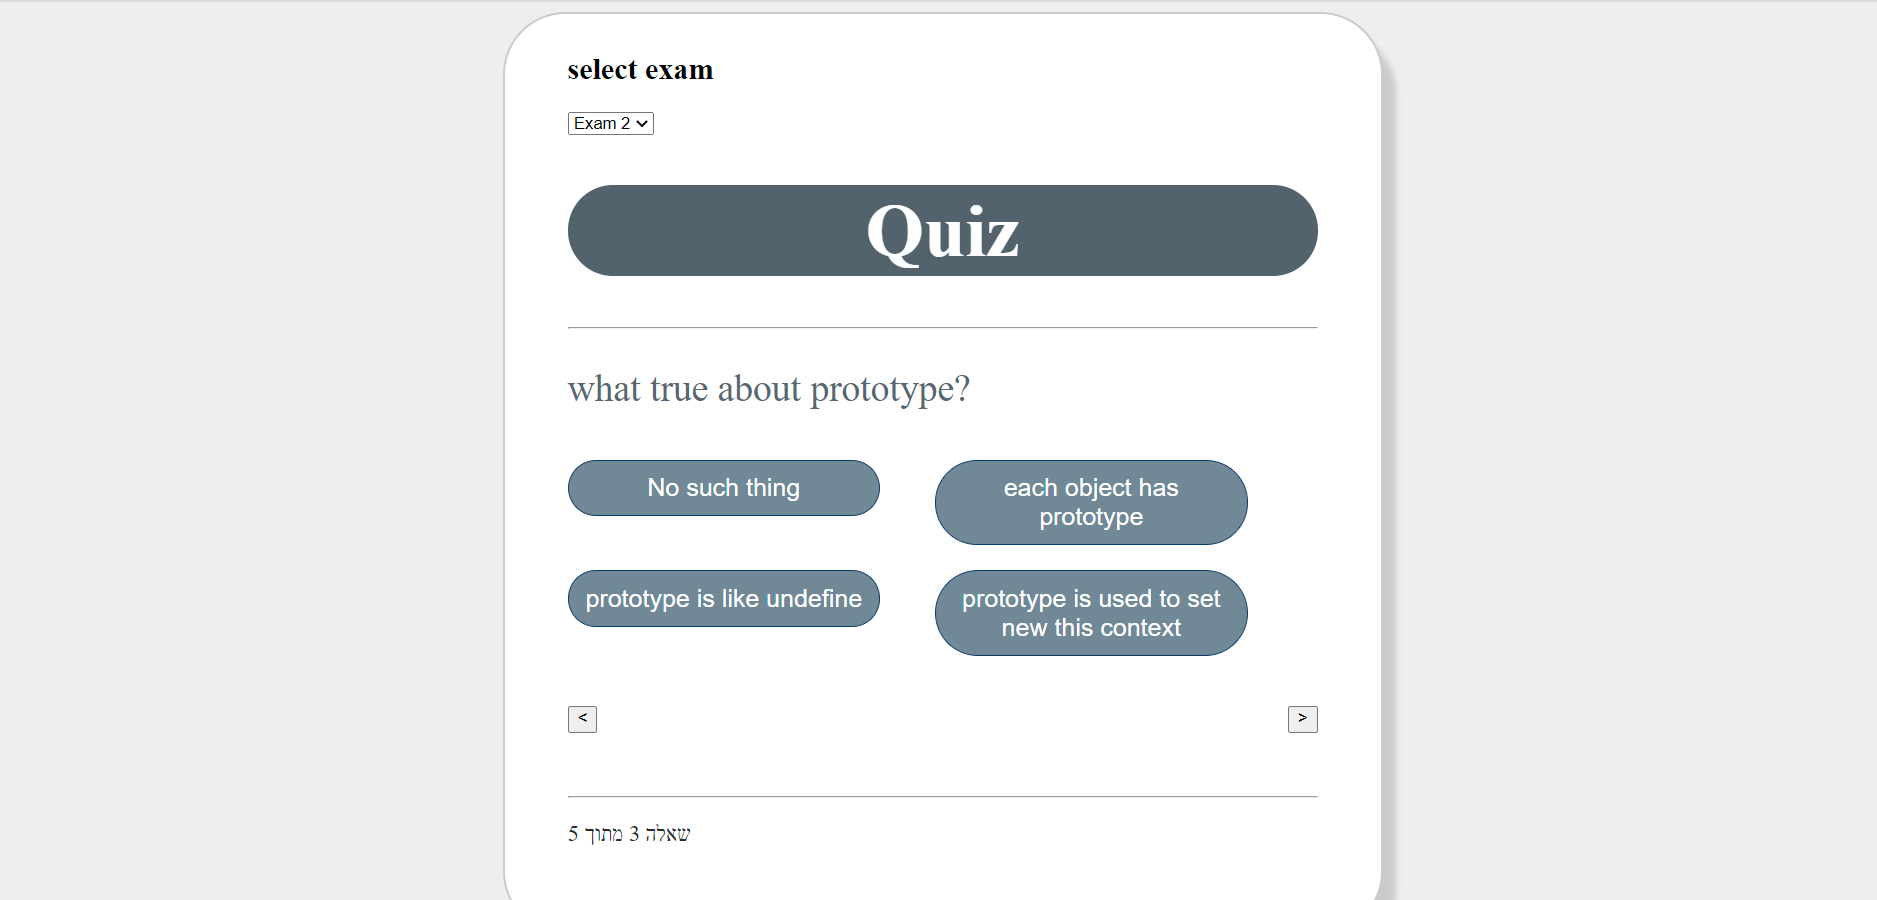 select exam
Exam 2
Quiz
what true about prototype?
No such thing
each object has
prototype
prototype is like undefine
prototype is used to set
new this context
<
>
שאלה 3 מתוך 5